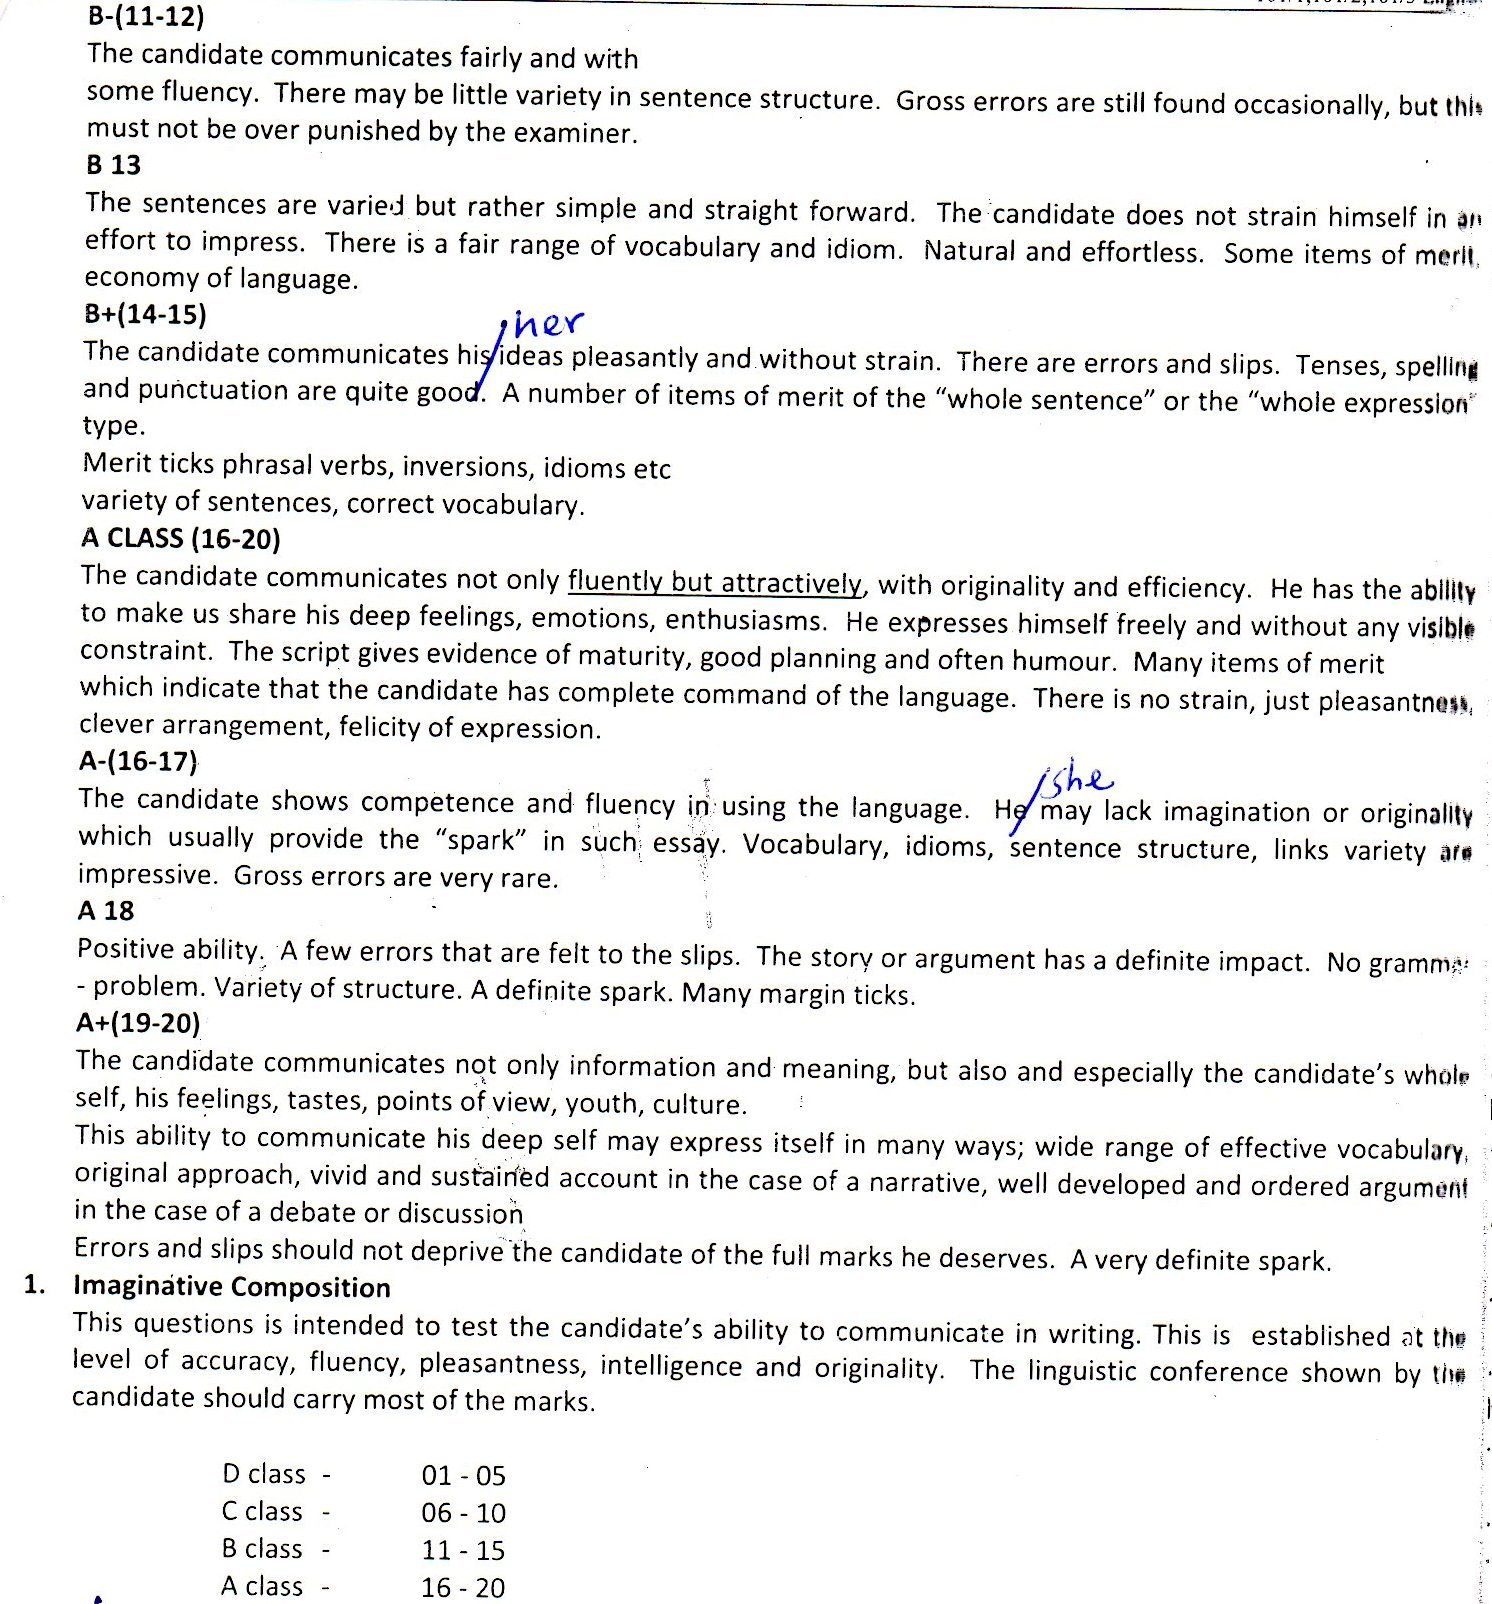 B-(11-12)
The candidate communicates fairly and with
some fluency. There may be little variety in sentence structure. Gross errors are still found occasionally, but this
must not be over punished by the examiner.
B 13
The sentences are varied but rather simple and straight forward. The candidate does not strain himself in an
effort to impress. There is a fair range of vocabulary and idiom. Natural and effortless. Some items of merit,
economy of language.
B+(14-15)
/her
The candidate communicates his/ideas pleasantly and without strain. There are errors and slips. Tenses, spelling
and punctuation are quite good. A number of items of merit of the “whole sentence” or the “whole expression”
type.
Merit ticks phrasal verbs, inversions, idioms etc
variety of sentences, correct vocabulary.
A CLASS (16-20)
The candidate communicates not only fluently but attractively, with originality and efficiency. He has the ability
to make us share his deep feelings, emotions, enthusiasms. He expresses himself freely and without any visible
constraint. The script gives evidence of maturity, good planning and often humour. Many items of merit
which indicate that the candidate has complete command of the language. There is no strain, just pleasantness,
clever arrangement, felicity of expression.
A-(16-17)
/she
The candidate shows competence and fluency in using the language. He/may lack imagination or originality
which usually provide the “spark” in such essay. Vocabulary, idioms, sentence structure, links variety are
impressive. Gross errors are very rare.
A 18
Positive ability. A few errors that are felt to the slips. The story or argument has a definite impact. No grammar
- problem. Variety of structure. A definite spark. Many margin ticks.
A+(19-20)
The candidate communicates not only information and meaning, but also and especially the candidate’s whole
self, his feelings, tastes, points of view, youth, culture.
This ability to communicate his deep self may express itself in many ways; wide range of effective vocabulary,
original approach, vivid and sustained account in the case of a narrative, well developed and ordered argument
in the case of a debate or discussion
Errors and slips should not deprive the candidate of the full marks he deserves. A very definite spark.
1. Imaginative Composition
This questions is intended to test the candidate’s ability to communicate in writing. This is established at the
level of accuracy, fluency, pleasantness, intelligence and originality. The linguistic conference shown by the
candidate should carry most of the marks.
D class - 01 - 05
C class - 06 - 10
B class - 11 - 15
A class - 16 - 20